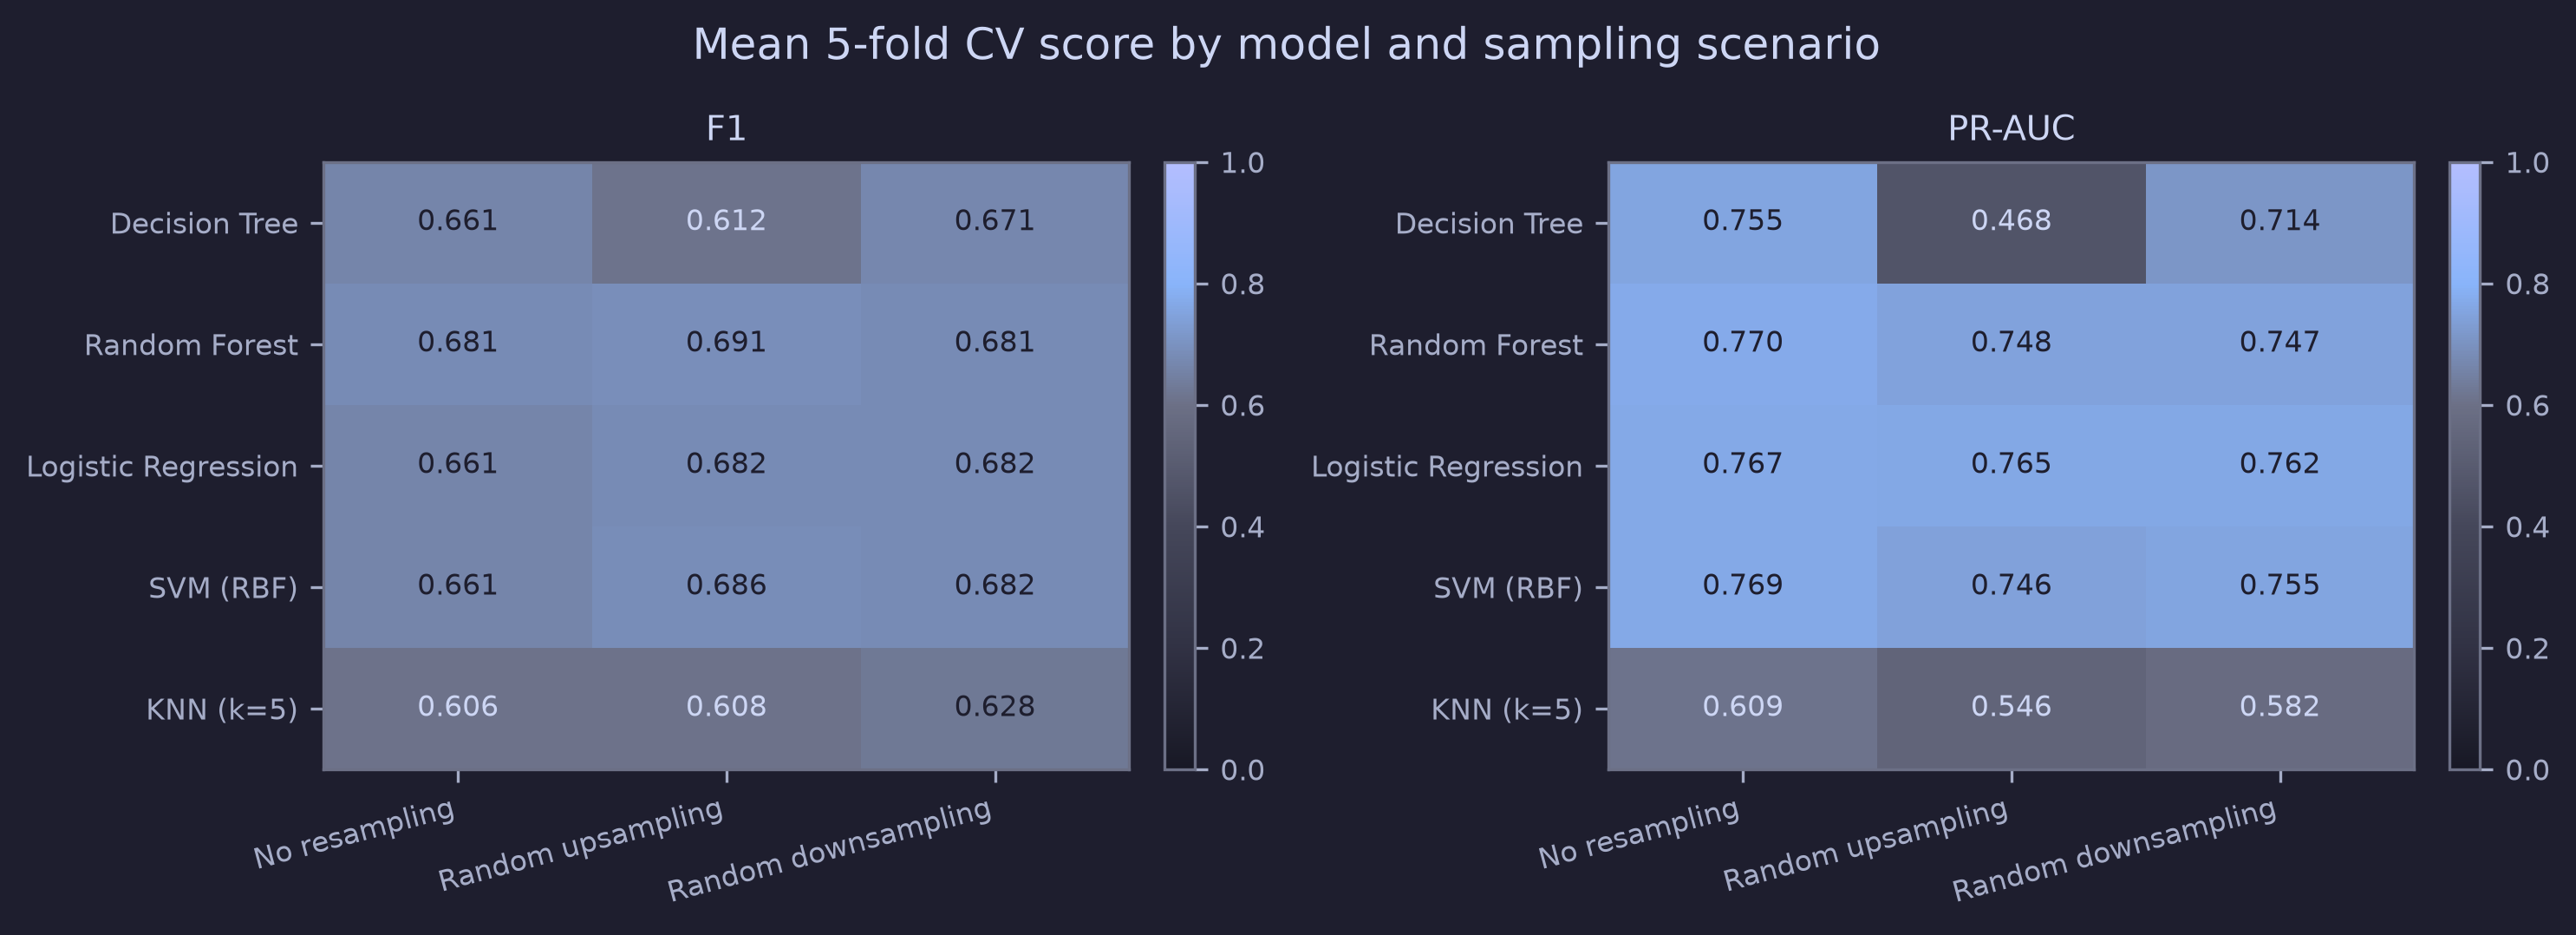 Mean 5-fold CV score by model and sampling scenario
F1
Decision Tree 0.661 0.612 0.671
Random Forest 0.681 0.691 0.681
Logistic Regression 0.661 0.682 0.682
SVM (RBF) 0.661 0.686 0.682
KNN (k=5) 0.606 0.608 0.628
No resampling
Random upsampling
Random downsampling
1.0
0.8
0.6
0.4
0.2
0.0
PR-AUC
Decision Tree 0.755 0.468 0.714
Random Forest 0.770 0.748 0.747
Logistic Regression 0.767 0.765 0.762
SVM (RBF) 0.769 0.746 0.755
KNN (k=5) 0.609 0.546 0.582
No resampling
Random upsampling
Random downsampling
1.0
0.8
0.6
0.4
0.2
0.0